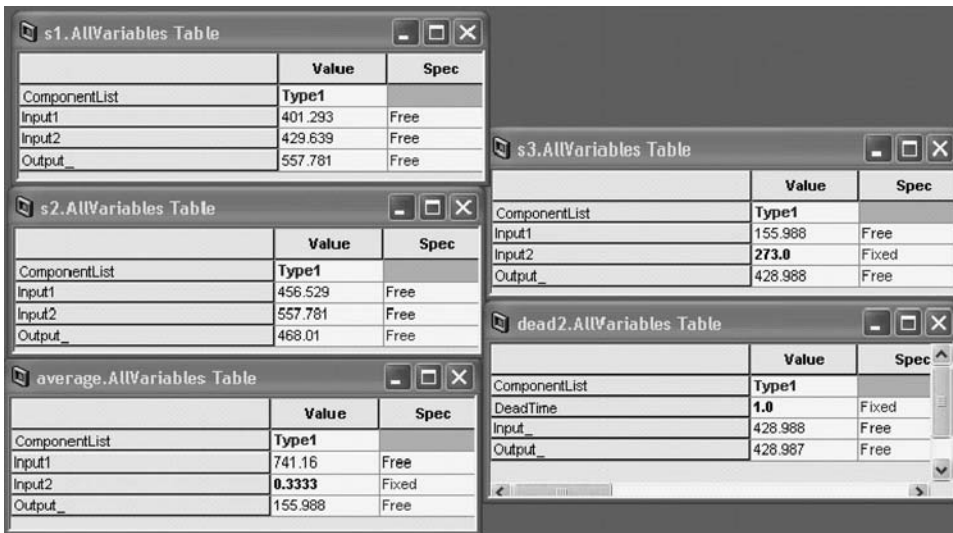 s1.AllVariables Table
Value Spec
ComponentList Type1
Input1 401.293 Free
Input2 429.639 Free
Output_ 557.781 Free
s2.AllVariables Table
Value Spec
ComponentList Type1
Input1 456.529 Free
Input2 557.781 Free
Output_ 468.01 Free
average.AllVariables Table
Value Spec
ComponentList Type1
Input1 741.16 Free
Input2 0.3333 Fixed
Output_ 155.988 Free
s3.AllVariables Table
Value Spec
ComponentList Type1
Input1 155.988 Free
Input2 273.0 Fixed
Output_ 428.988 Free
dead2.AllVariables Table
Value Spec
ComponentList Type1
DeadTime 1.0 Fixed
Input_ 428.988 Free
Output_ 428.987 Free